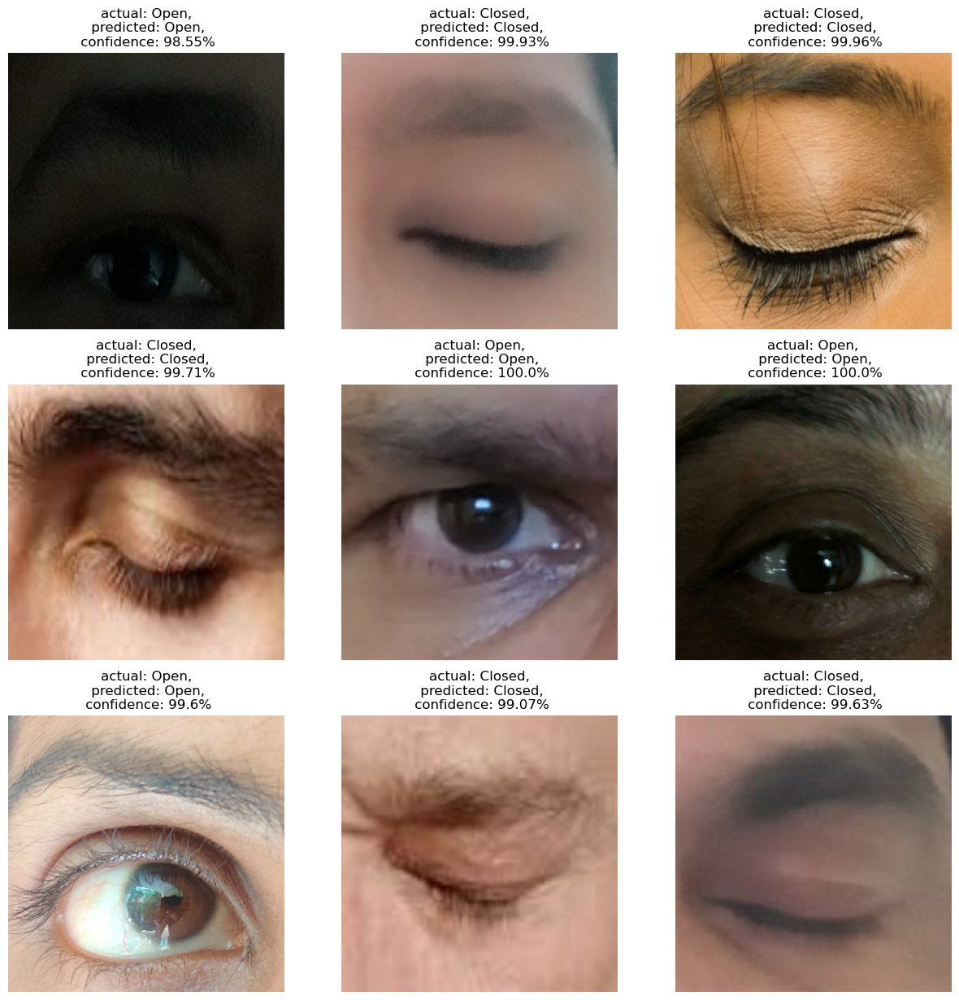 actual: Open,
predicted: Open,
confidence: 98.55%
actual: Closed,
predicted: Closed,
confidence: 99.93%
actual: Closed,
predicted: Closed,
confidence: 99.96%
actual: Closed,
predicted: Closed,
confidence: 99.71%
actual: Open,
predicted: Open,
confidence: 100.0%
actual: Open,
predicted: Open,
confidence: 100.0%
actual: Open,
predicted: Open,
confidence: 99.6%
actual: Closed,
predicted: Closed,
confidence: 99.07%
actual: Closed,
predicted: Closed,
confidence: 99.63%